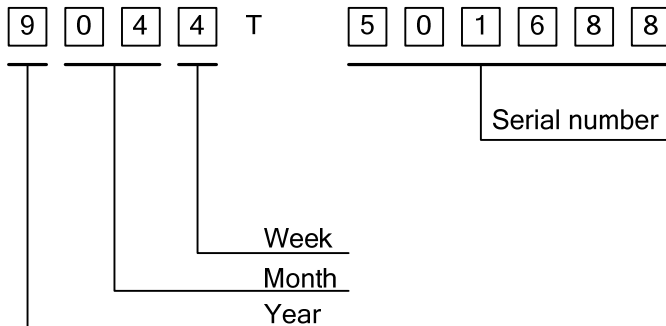 9 0 4 4 T 5 0 1 6 8 8
Serial number
Week
Month
Year